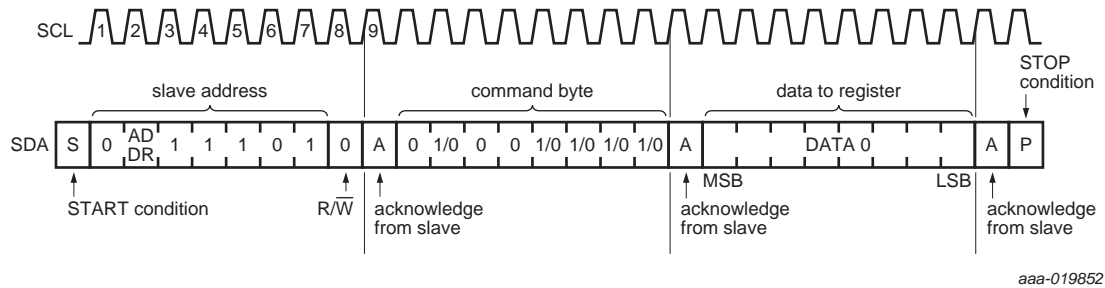 SCL 1 2 3 4 5 6 7 8 9
STOP
condition
slave address command byte data to register
SDA S 0 AD DR 1 1 1 0 1 0 A 0 1/0 0 0 1/0 1/0 1/0 1/0 A DATA 0 A P
MSB LSB
START condition R/W̅ acknowledge from slave acknowledge from slave acknowledge from slave
aaa-019852